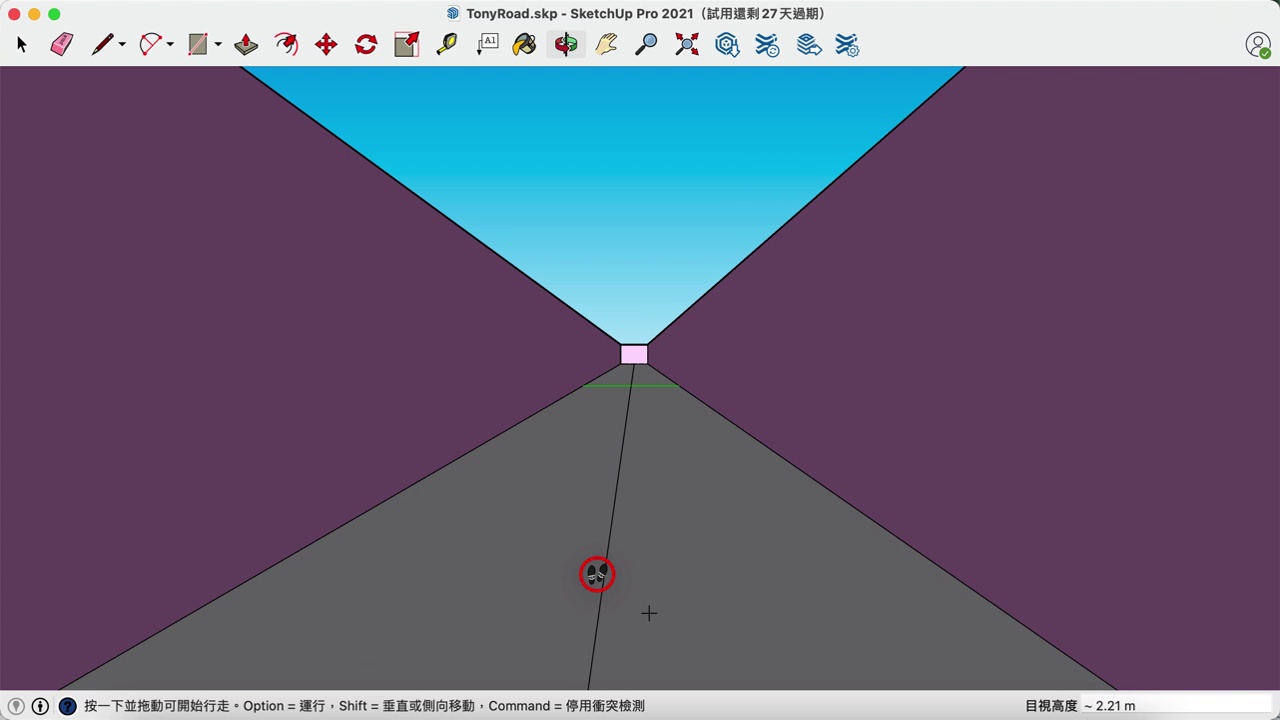 TonyRoad.skp - SketchUp Pro 2021（試用還剩 27 天過期）
A1
按一下並拖動可開始行走。Option = 運行，Shift = 垂直或側向移動，Command = 停用衝突檢測
目視高度 ~ 2.21 m